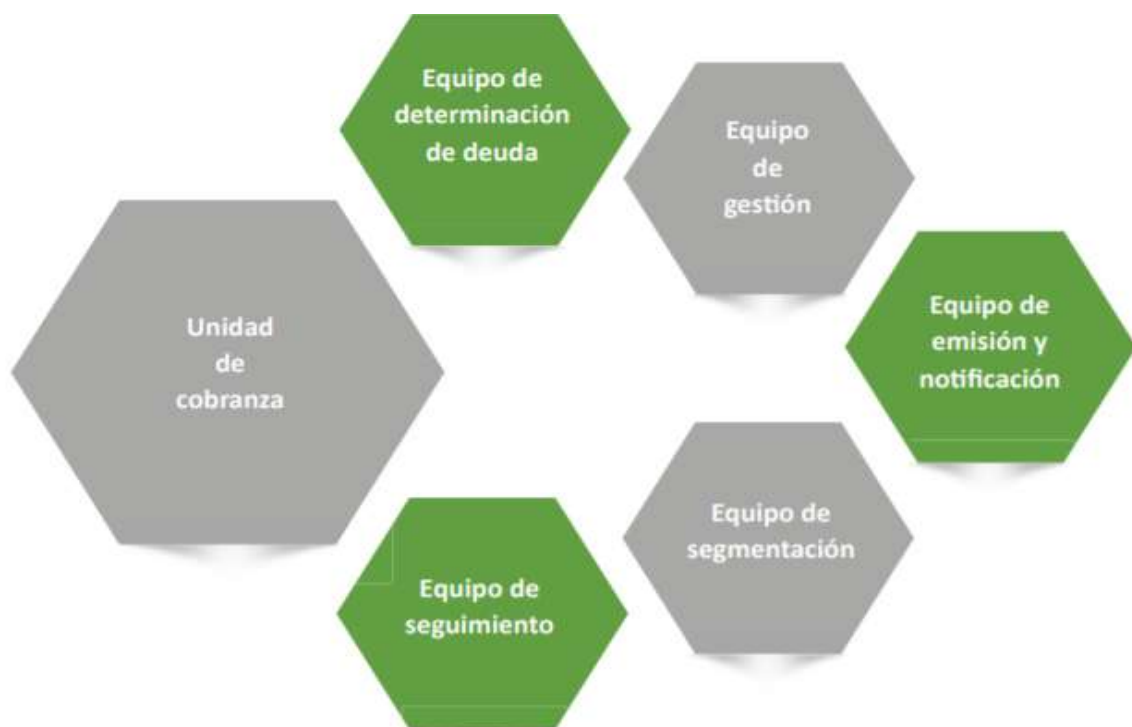 Equipo de
determinación
de deuda
Equipo
de
gestión
Unidad
de
cobranza
Equipo de
emisión y
notificación
Equipo de
segmentación
Equipo de
seguimiento